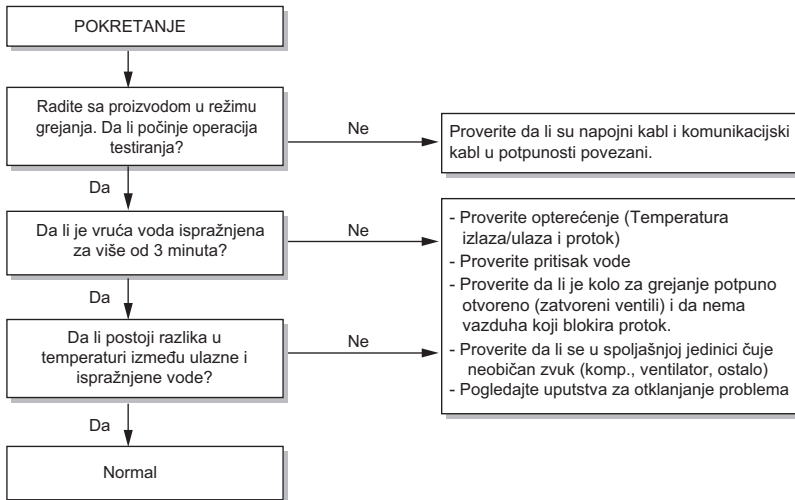 POKRETANJE
Radite sa proizvodom u režimu
grejanja. Da li počinje operacija
testiranja?
Ne
Proverite da li su napojni kabl i komunikacijski
kabl u potpunosti povezani.
Da
Da li je vruća voda ispražnjena
za više od 3 minuta?
Ne
- Proverite opterećenje (Temperatura
izlaza/ulaza i protok)
- Proverite pritisak vode
- Proverite da li je kolo za grejanje potpuno
otvoreno (zatvoreni ventili) i da nema
vazduha koji blokira protok.
- Proverite da li se u spoljašnjoj jedinici čuje
neobičan zvuk (komp., ventilator, ostalo)
- Pogledajte uputstva za otklanjanje problema
Da
Da li postoji razlika u
temperaturi između ulazne i
ispražnjene vode?
Ne
Da
Normal